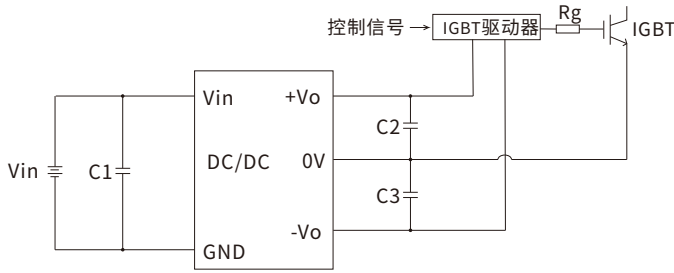 Rg
控制信号
IGBT驱动器
IGBT
Vin
+Vo
C2
Vin
C1
DC/DC
0V
C3
-Vo
GND